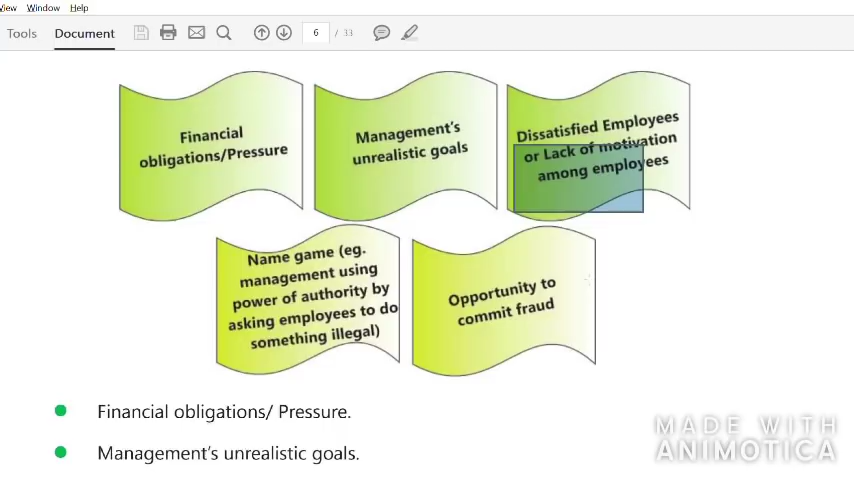 View Window Help
Tools Document 6 / 33
Financial
obligations/Pressure
Management's
unrealistic goals
Dissatisfied Employees
or Lack of motivation
among employees
Name game (eg.
management using
power of authority by
asking employees to do
something illegal)
Opportunity to
commit fraud
Financial obligations/ Pressure.
Management's unrealistic goals.
MADE WITH
ANIMOTICA